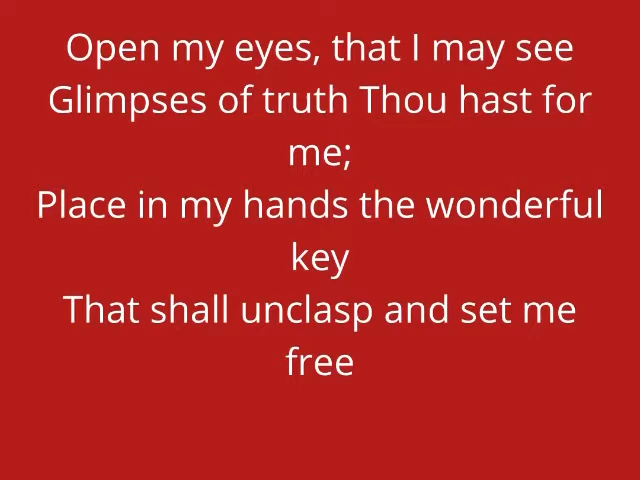 Open my eyes, that I may see
Glimpses of truth Thou hast for
me;
Place in my hands the wonderful
key
That shall unclasp and set me
free